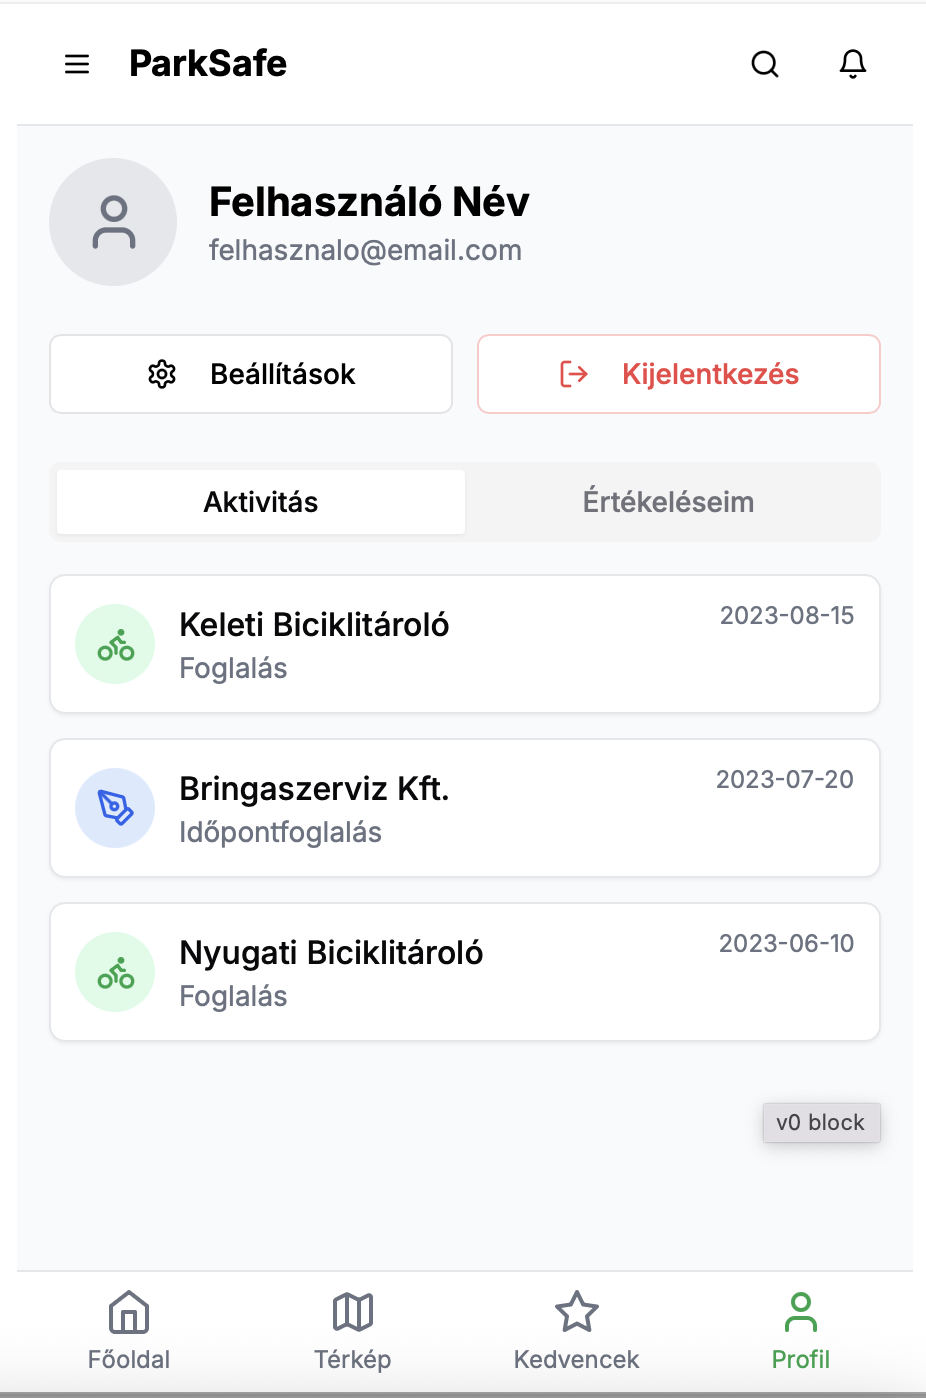 ParkSafe
Felhasználó Név
felhasznalo@email.com
Beállítások
Kijelentkezés
Aktivitás
Értékeléseim
Keleti Biciklitároló
2023-08-15
Foglalás
Bringaszerviz Kft.
2023-07-20
Időpontfoglalás
Nyugati Biciklitároló
2023-06-10
Foglalás
v0 block
Főoldal
Térkép
Kedvencek
Profil